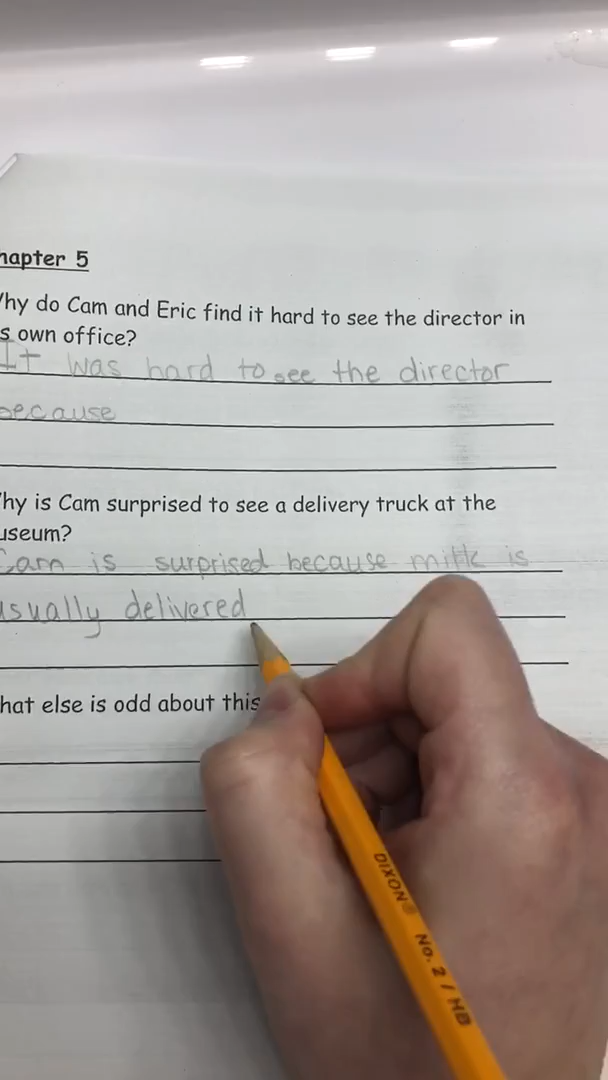 hapter 5
hy do Cam and Eric find it hard to see the director in
s own office?
It was hard to see the director
because
hy is Cam surprised to see a delivery truck at the
useum?
Cam is surprised because milk is
usually delivered
hat else is odd about this
DIXON® No. 2 / HB